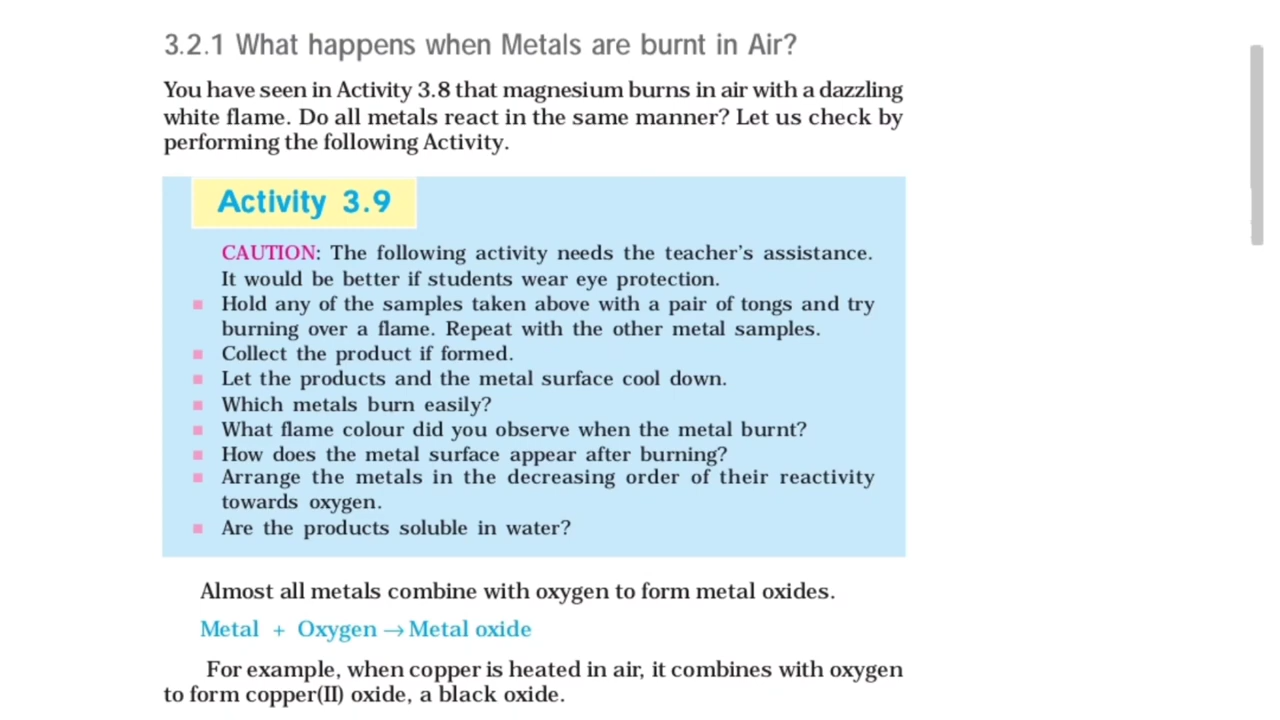 3.2.1 What happens when Metals are burnt in Air?
You have seen in Activity 3.8 that magnesium burns in air with a dazzling
white flame. Do all metals react in the same manner? Let us check by
performing the following Activity.
Activity 3.9
CAUTION: The following activity needs the teacher's assistance.
It would be better if students wear eye protection.
■ Hold any of the samples taken above with a pair of tongs and try
burning over a flame. Repeat with the other metal samples.
■ Collect the product if formed.
■ Let the products and the metal surface cool down.
■ Which metals burn easily?
■ What flame colour did you observe when the metal burnt?
■ How does the metal surface appear after burning?
■ Arrange the metals in the decreasing order of their reactivity
towards oxygen.
■ Are the products soluble in water?
Almost all metals combine with oxygen to form metal oxides.
Metal + Oxygen → Metal oxide
For example, when copper is heated in air, it combines with oxygen
to form copper(II) oxide, a black oxide.